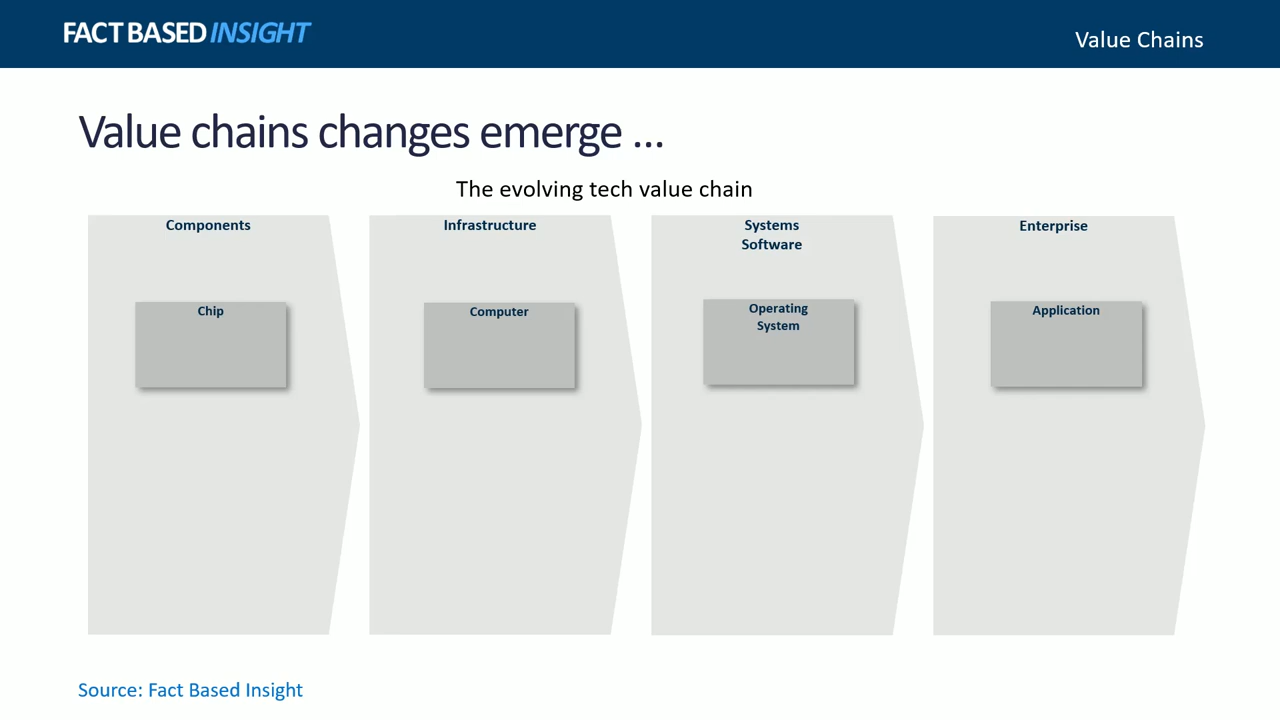 FACT BASED INSIGHT
Value Chains
Value chains changes emerge ...
The evolving tech value chain
Components
Infrastructure
Systems
Software
Enterprise
Chip
Computer
Operating
System
Application
Source: Fact Based Insight